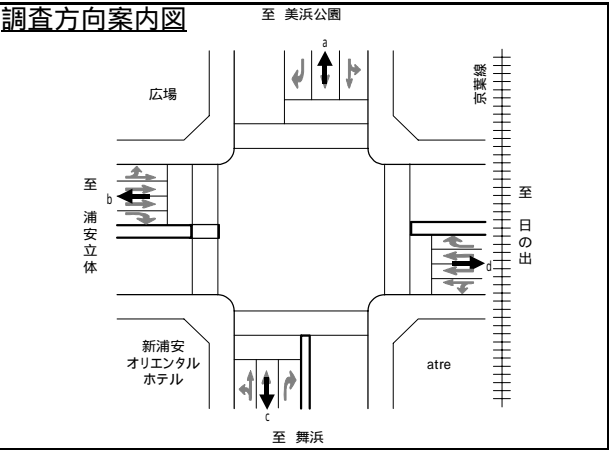 調査方向案内図
至 美浜公園
a
広場
京葉線
至 浦安立体
b
至 日の出
d
新浦安
オリエンタル
ホテル
atre
c
至 舞浜